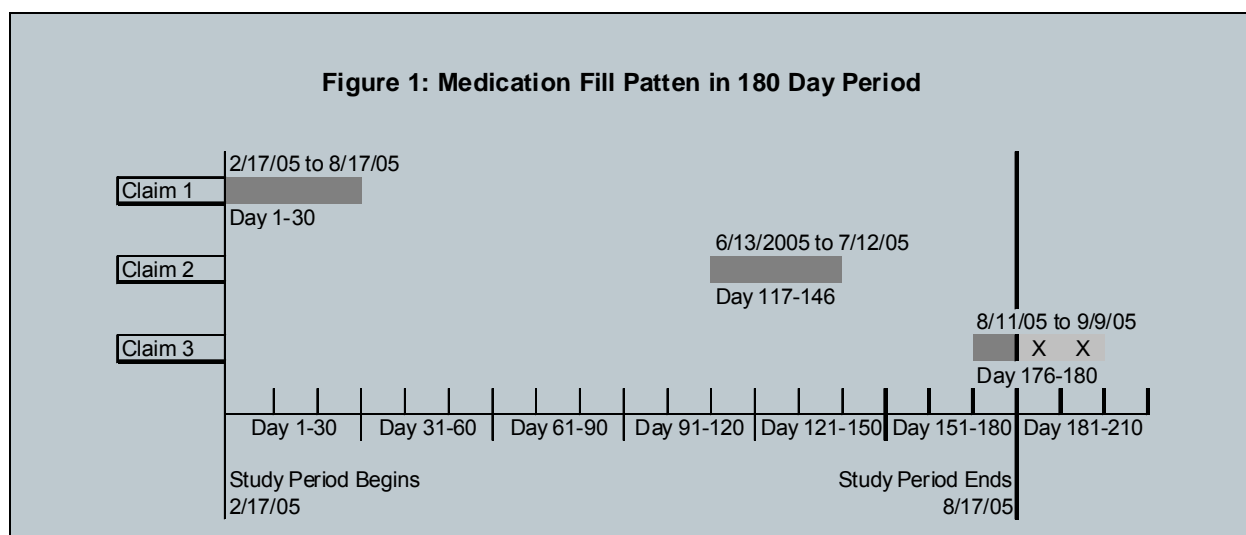 Figure 1: Medication Fill Patten in 180 Day Period
2/17/05 to 8/17/05
Claim 1
Day 1-30
6/13/2005 to 7/12/05
Claim 2
Day 117-146
8/11/05 to 9/9/05
Claim 3
X X
Day 176-180
Day 1-30 Day 31-60 Day 61-90 Day 91-120 Day 121-150 Day 151-180 Day 181-210
Study Period Begins Study Period Ends
2/17/05 8/17/05